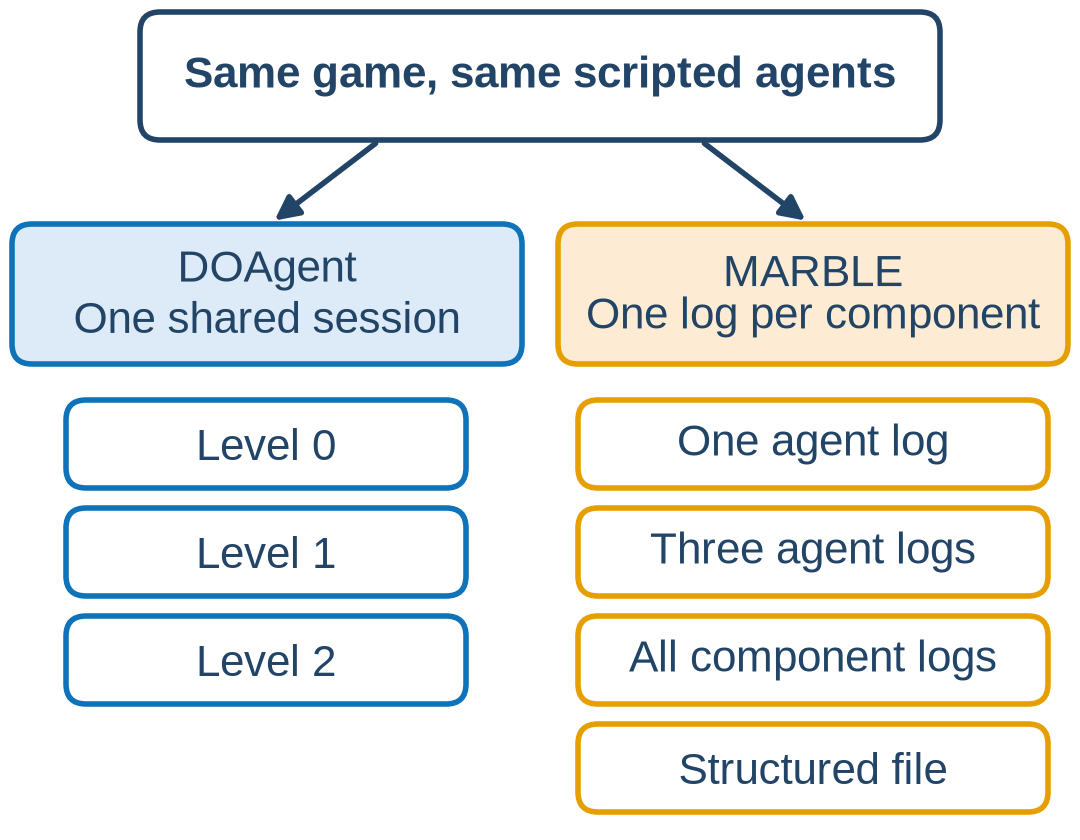 Same game, same scripted agents
DOAgent
One shared session
MARBLE
One log per component
Level 0
Level 1
Level 2
One agent log
Three agent logs
All component logs
Structured file